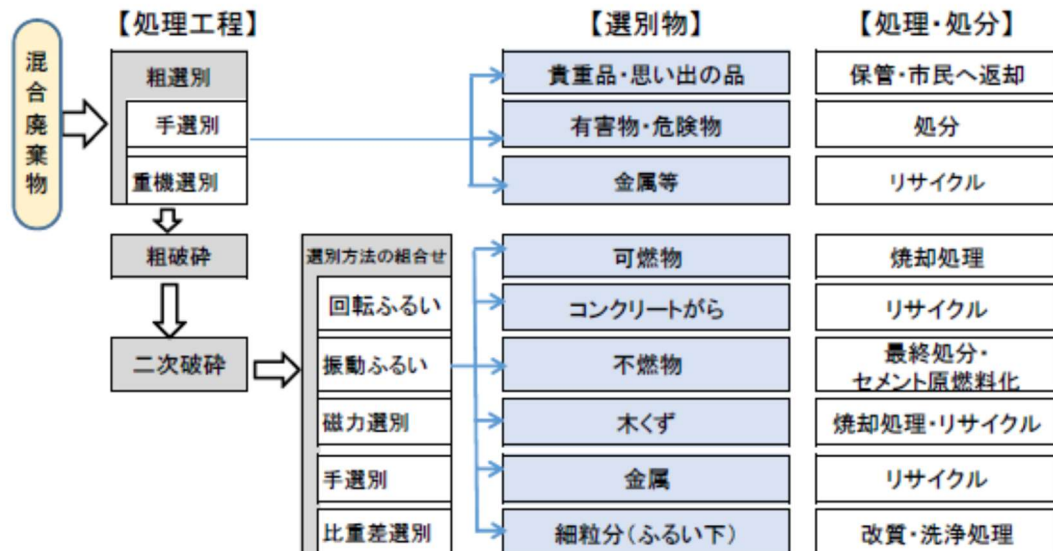 【処理工程】
【選別物】
【処理・処分】
混合廃棄物
粗選別
手選別
重機選別
貴重品・思い出の品
保管・市民へ返却
有害物・危険物
処分
金属等
リサイクル
粗破砕
二次破砕
選別方法の組合せ
回転ふるい
振動ふるい
磁力選別
手選別
比重差選別
可燃物
焼却処理
コンクリートがら
リサイクル
不燃物
最終処分・
セメント原燃料化
木くず
焼却処理・リサイクル
金属
リサイクル
細粒分(ふるい下)
改質・洗浄処理